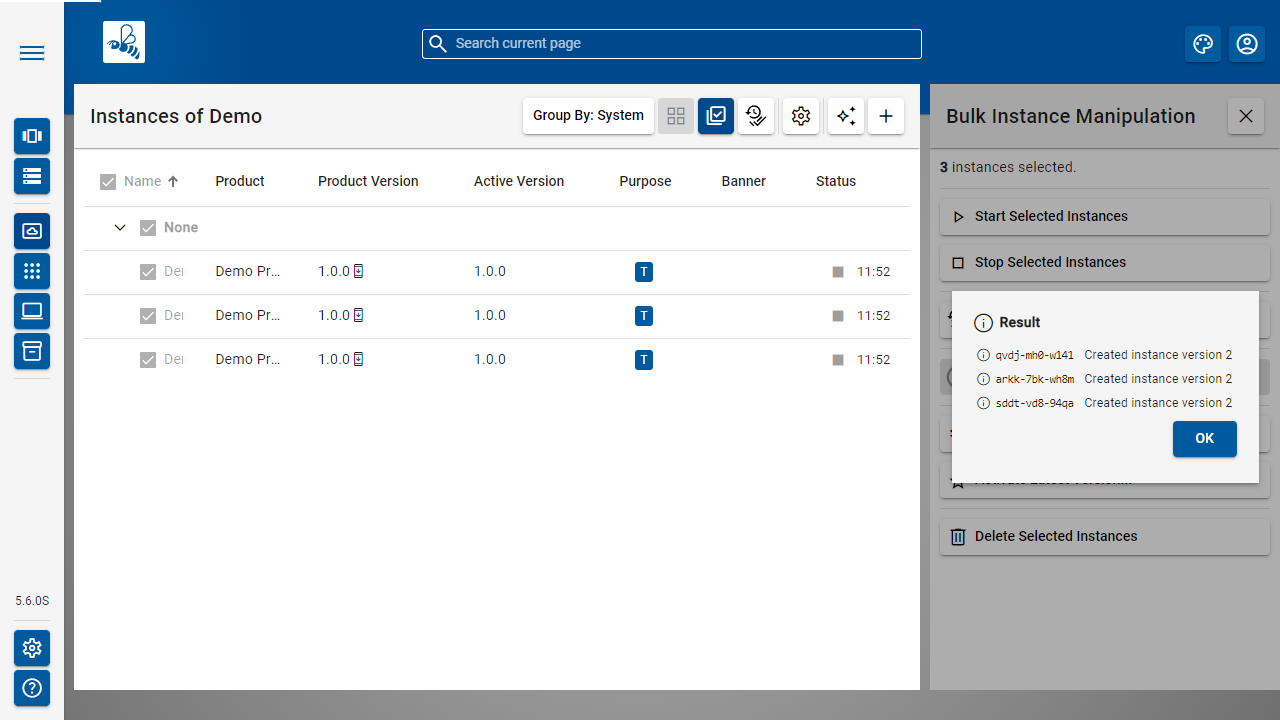 Search current page
Instances of Demo
Group By: System
Bulk Instance Manipulation
3 instances selected.
Name
Product
Product Version
Active Version
Purpose
Banner
Status
None
Demo Pr...
1.0.0
1.0.0
T
11:52
Demo Pr...
1.0.0
1.0.0
T
11:52
Demo Pr...
1.0.0
1.0.0
T
11:52
Start Selected Instances
Stop Selected Instances
Result
qvdj-mh0-w141 Created instance version 2
arkk-7bk-wh8m Created instance version 2
sddt-vd8-94qa Created instance version 2
OK
Delete Selected Instances
5.6.0S